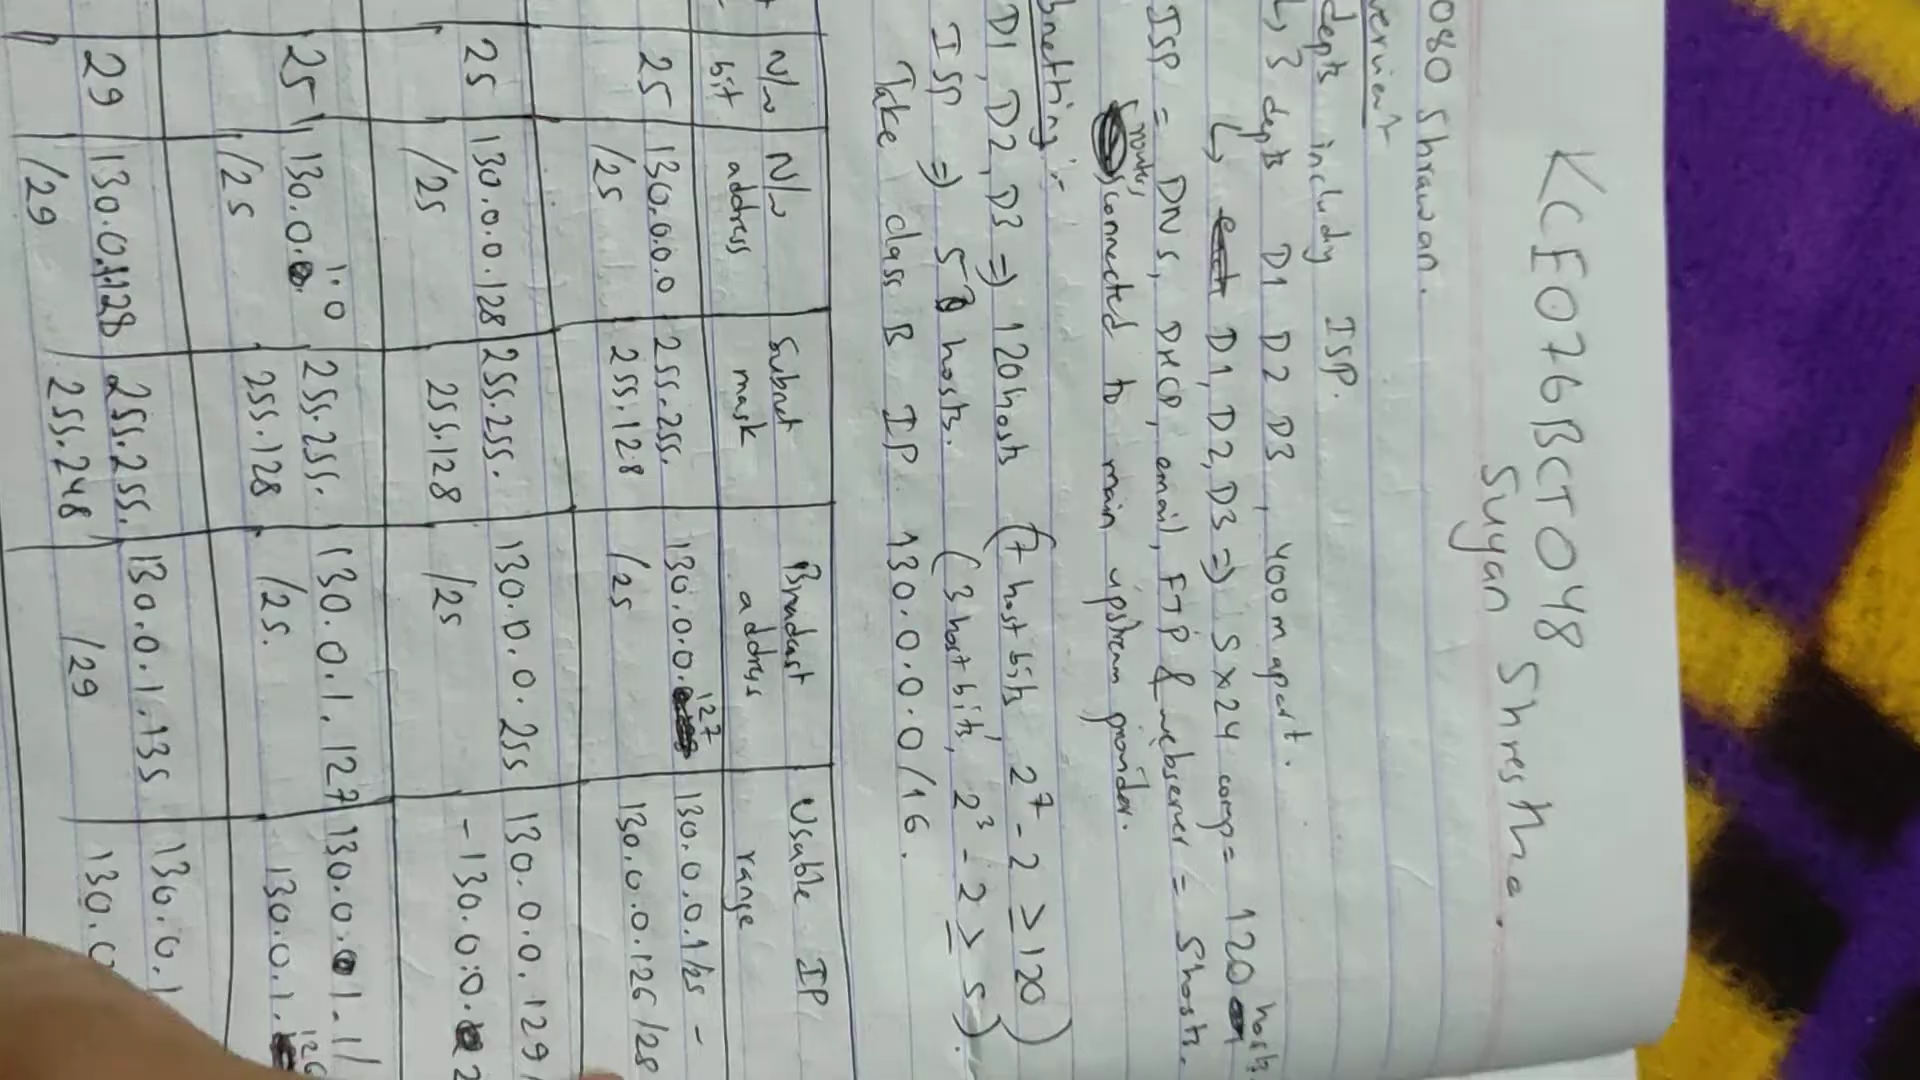 KCE076BCT048
Suyan Shrestha.
080 Shrawan.
depts include ISP.
↳ 3 depts D1 D2 D3, 400m apart.
↳ D1, D2, D3 ⇒ 5×24 comp = 120 hosts
ISP = DNS, DHCP, email, FTP & webserver = 5 hosts.
connected to main upstream provider.
bnetting:-
D1, D2, D3 ⇒ 120 hosts (7 host bits 2^7 - 2 ≥ 120)
ISP ⇒ 5 hosts. (3 host bits, 2^3 - 2 ≥ 5).
Take class B IP 130.0.0.0/16.
N/w bit N/w address Subnet mask Broadcast address Usable IP range
25 130.0.0.0 /25 255.255.255.128 130.0.0.127 /25 130.0.0.1/25 - 130.0.0.126/25
25 130.0.0.128 /25 255.255.255.128 130.0.0.255 /25 130.0.0.129/ - 130.0.0.2
25 130.0.1.0 /25 255.255.255.128 130.0.1.127 /25. 130.0.1.1/ 130.0.1.126
29 130.0.1.128 /29 255.255.255.248 130.0.1.135 /29 130.0.1 130.0